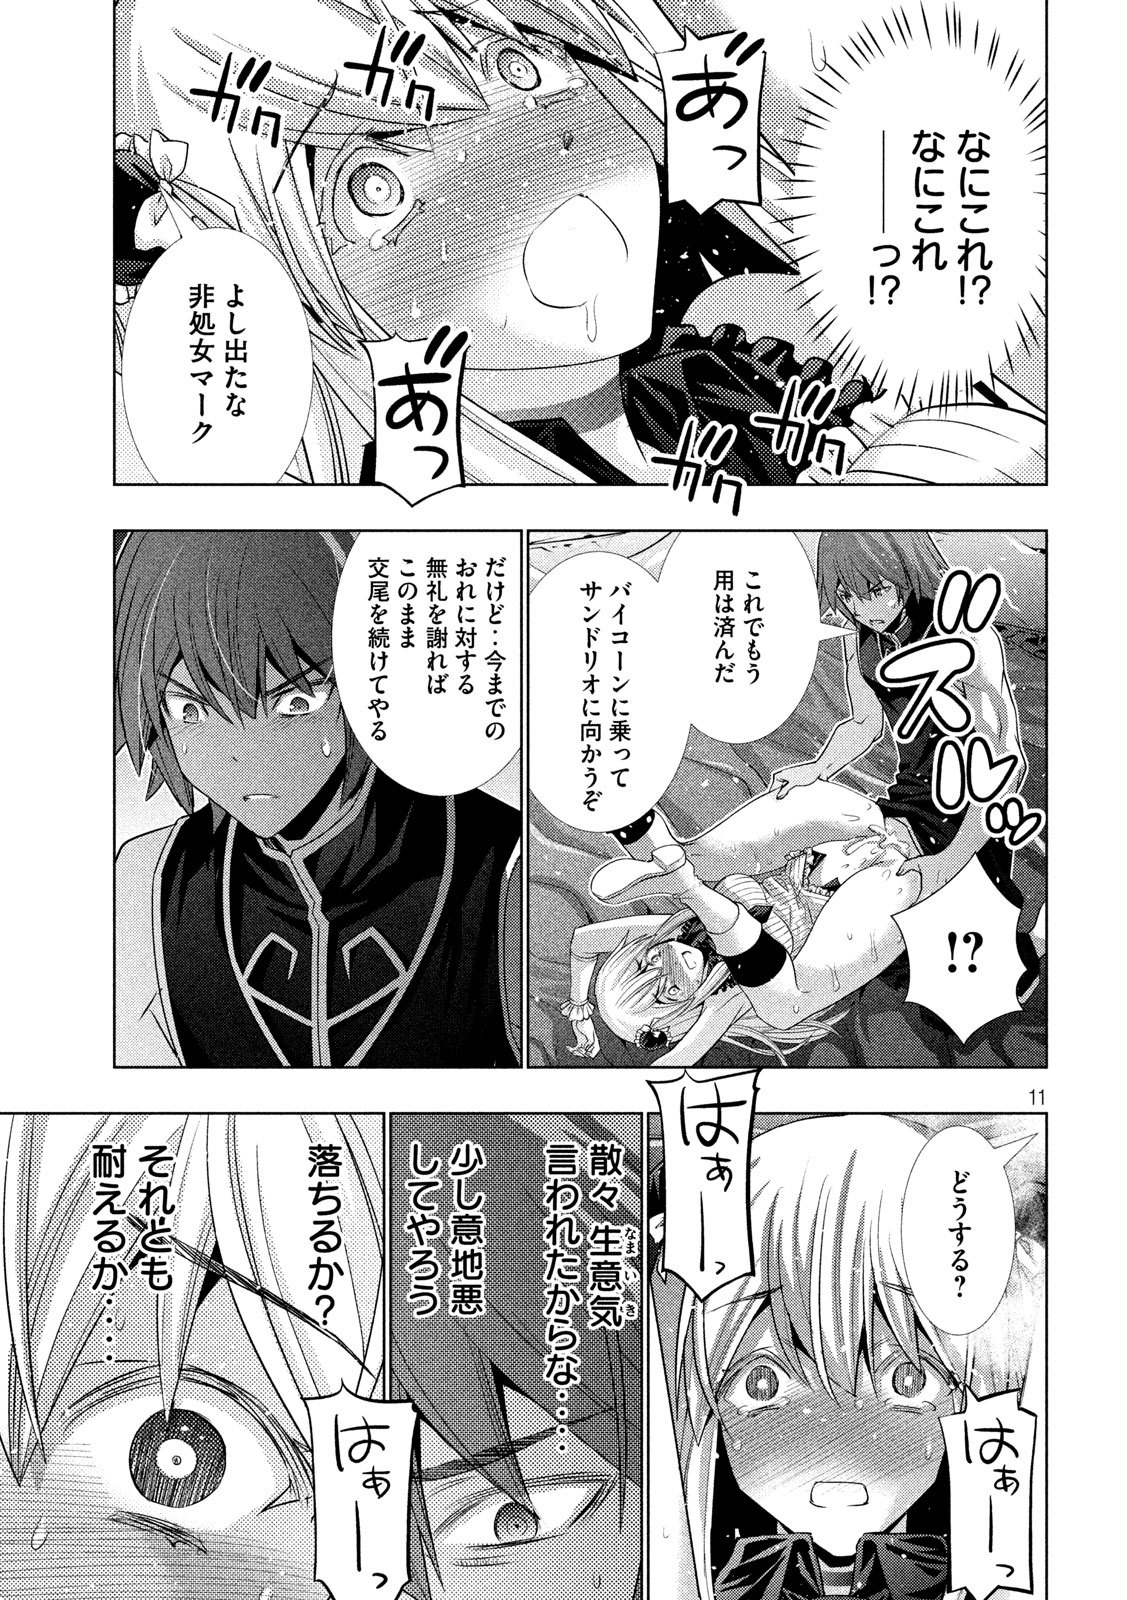 なにこれ!?
なにこれ
――っ!?
あっ
ガク
ガク
よし出たな
非処女マーク
あっ
ガク
ガク
これでもう
用は済んだ
バイコーンに乗って
サンドリオに向かうぞ
ズズッ
!?
だけど‥今までの
おれに対する
無礼を謝れば
このまま
交尾を続けてやる
11
どうする?
はぁーっ
はぁーっ
散々生意気
なまいき
言われたからな‥‥‥
少し意地悪
してやろう
はぁーっ
落ちるか?
それとも
耐えるか‥‥‥